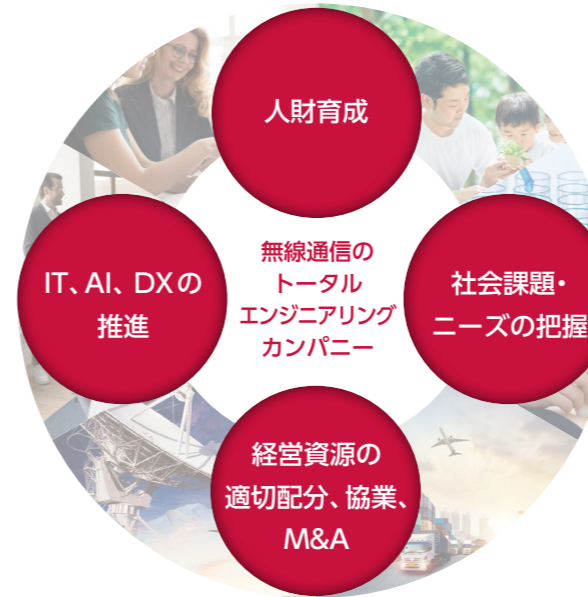 人財育成
IT、AI、DXの
推進
無線通信の
トータル
エンジニアリング
カンパニー
社会課題・
ニーズの把握
経営資源の
適切配分、協業、
M&A